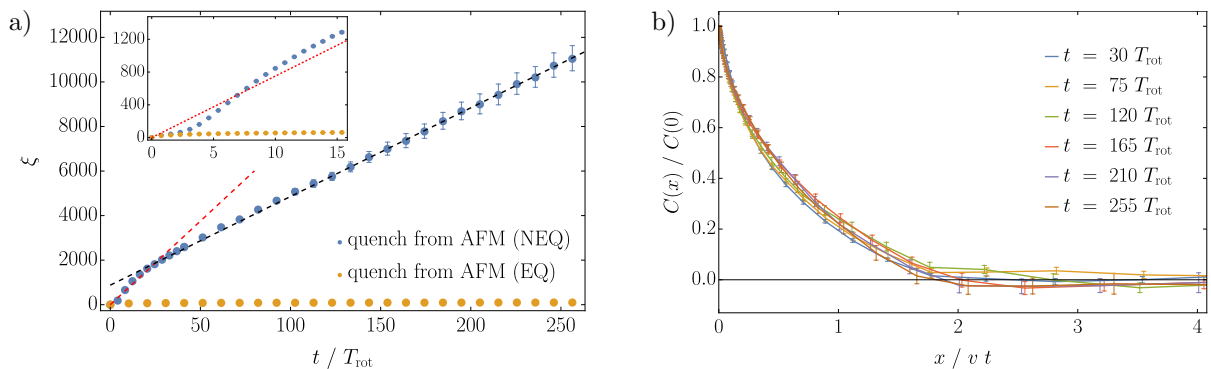 a)
12000
10000
8000
6000
4000
2000
0
ξ
1200
800
400
0
0 5 10 15
quench from AFM (NEQ)
quench from AFM (EQ)
0 50 100 150 200 250
t / T_rot
b)
1.0
0.8
0.6
0.4
0.2
0.0
C(x) / C(0)
t = 30 T_rot
t = 75 T_rot
t = 120 T_rot
t = 165 T_rot
t = 210 T_rot
t = 255 T_rot
0 1 2 3 4
x / v t